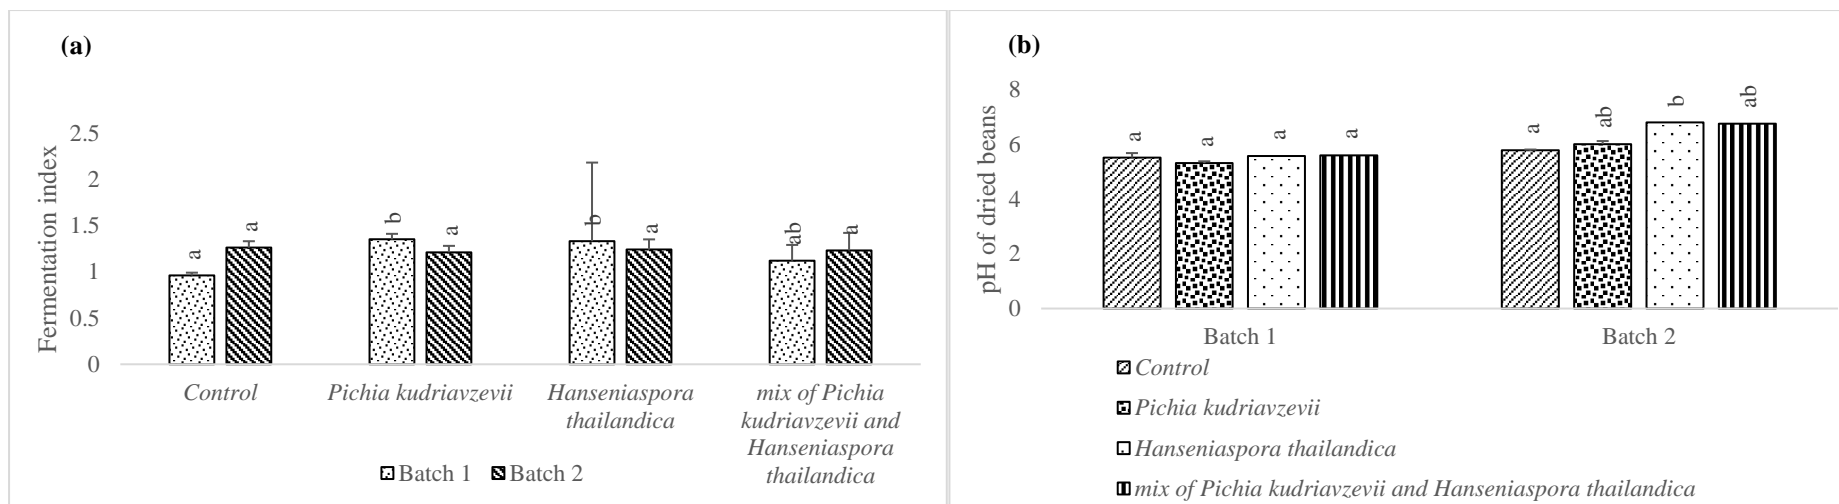 (a)
Fermentation index
2.5
2
1.5
1
0.5
0
a
a
b
a
b
a
ab
a
Control
Pichia kudriavzevii
Hanseniaspora
thailandica
mix of Pichia
kudriavzevii and
Hanseniaspora
thailandica
Batch 1
Batch 2
(b)
pH of dried beans
8
6
4
2
0
a
a
a
a
a
ab
b
ab
Batch 1
Batch 2
Control
Pichia kudriavzevii
Hanseniaspora thailandica
mix of Pichia kudriavzevii and Hanseniaspora thailandica